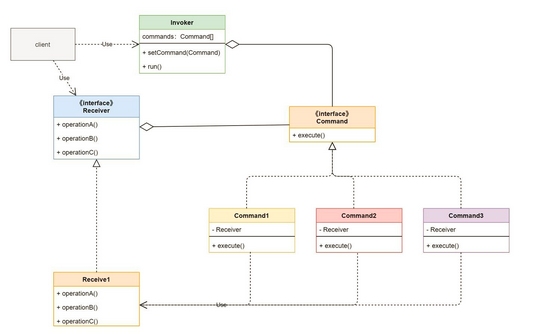 Invoker
commands: Command[]
+ setCommand(Command)
+ run()
client
Use
Use
《interface》
Receiver
+ operationA()
+ operationB()
+ operationC()
《interface》
Command
+ execute()
Command1
- Receiver
+ execute()
Command2
- Receiver
+ execute()
Command3
- Receiver
+ execute()
Receive1
+ operationA()
+ operationB()
+ operationC()
Use